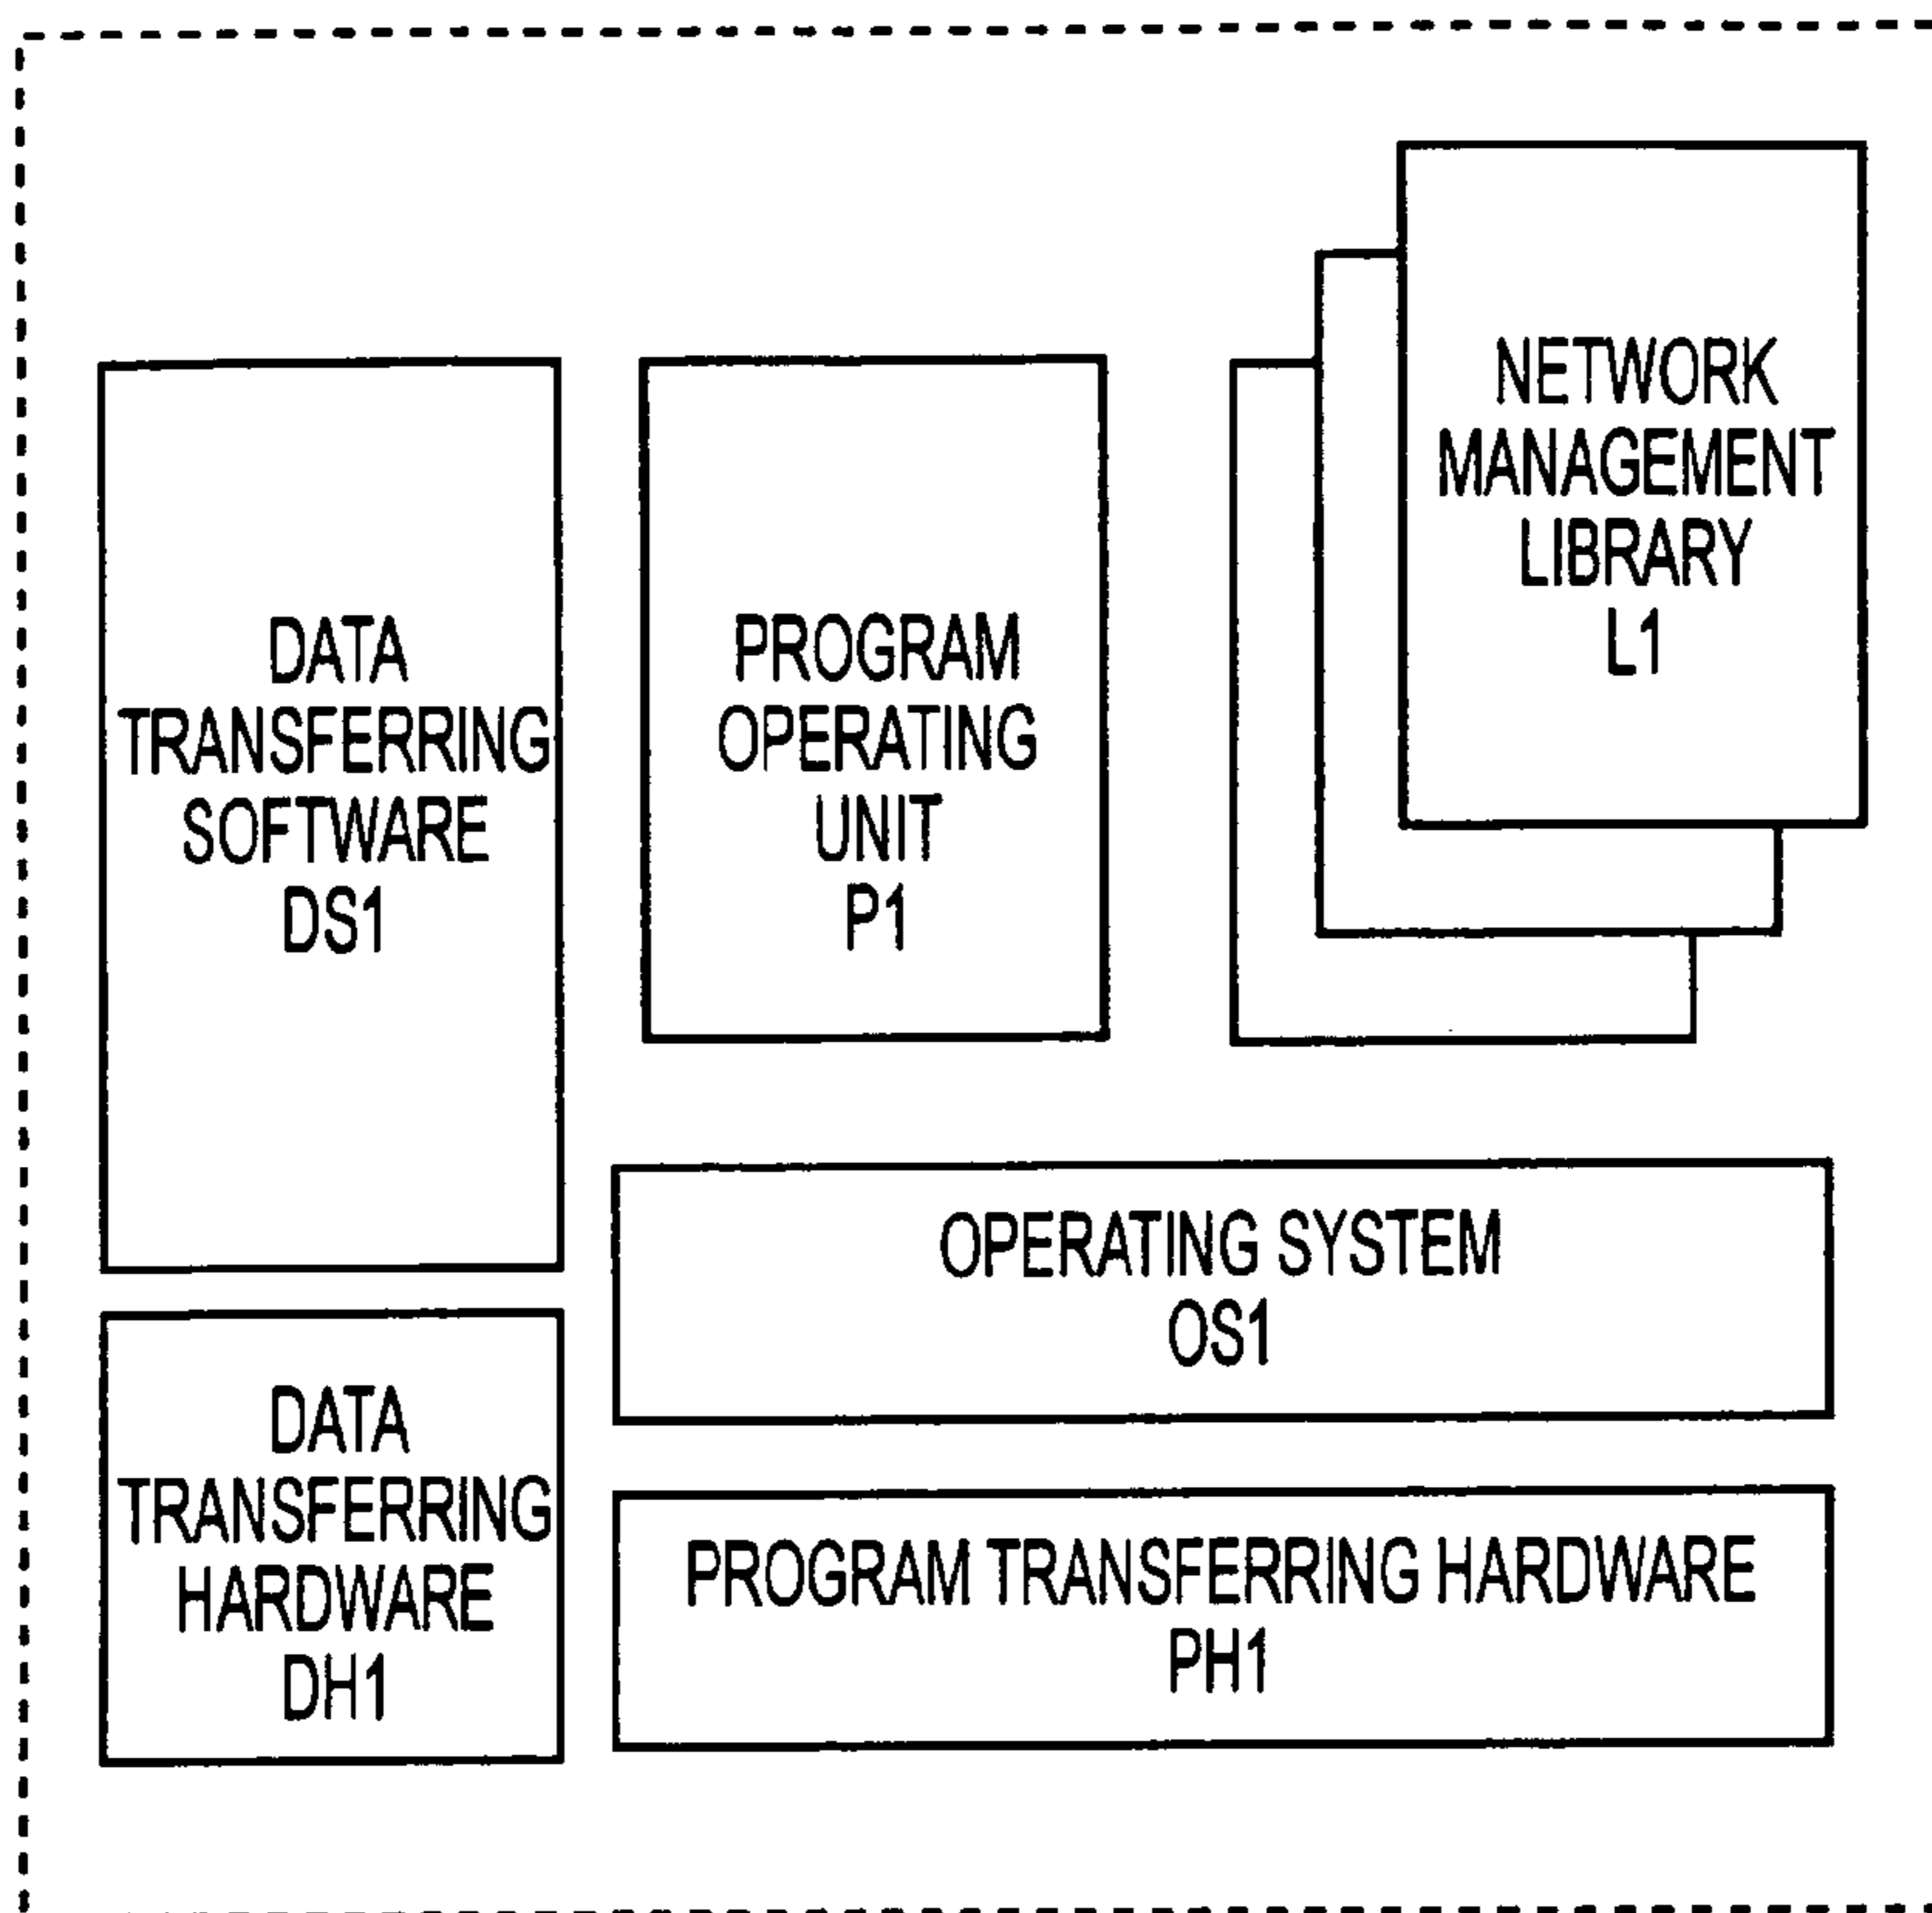 NETWORK
MANAGEMENT
LIBRARY
L1
DATA
TRANSFERRING
SOFTWARE
DS1
PROGRAM
OPERATING
UNIT
P1
OPERATING SYSTEM
OS1
DATA
TRANSFERRING
HARDWARE
DH1
PROGRAM TRANSFERRING HARDWARE
PH1